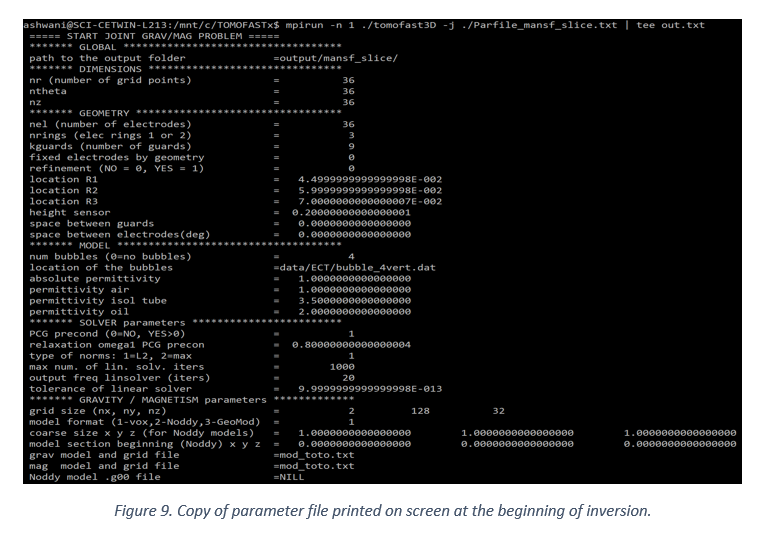 ashwani@SCI-CETWIN-L213:/mnt/c/TOMOFASTx$ mpirun -n 1 ./tomofast3D -j ./Parfile_mansf_slice.txt | tee out.txt
===== START JOINT GRAV/MAG PROBLEM =====
******* GLOBAL ************************************
path to the output folder =output/mansf_slice/
******* DIMENSIONS ********************************
nr (number of grid points) = 36
ntheta = 36
nz = 36
******* GEOMETRY **********************************
nel (number of electrodes) = 36
nrings (elec rings 1 or 2) = 3
kguards (number of guards) = 9
fixed electrodes by geometry = 0
refinement (NO = 0, YES = 1) = 0
location R1 = 4.4999999999999998E-002
location R2 = 5.9999999999999998E-002
location R3 = 7.0000000000000007E-002
height sensor = 0.20000000000000001
space between guards = 0.0000000000000000
space between electrodes(deg) = 0.0000000000000000
******* MODEL *************************************
num bubbles (0=no bubbles) = 4
location of the bubbles =data/ECT/bubble_4vert.dat
absolute permittivity = 1.0000000000000000
permittivity air = 1.0000000000000000
permittivity isol tube = 3.5000000000000000
permittivity oil = 2.0000000000000000
******* SOLVER parameters *************************
PCG precond (0=NO, YES>0) = 1
relaxation omega1 PCG precon = 0.80000000000000004
type of norms: 1=L2, 2=max = 1
max num. of lin. solv. iters = 1000
output freq linsolver (iters) = 20
tolerance of linear solver = 9.9999999999999998E-013
******* GRAVITY / MAGNETISM parameters *************
grid size (nx, ny, nz) = 2 128 32
model format (1-vox,2-Noddy,3-GeoMod) = 1
coarse size x y z (for Noddy models) = 1.0000000000000000 1.0000000000000000 1.0000000000000000
model section beginning (Noddy) x y z = 0.0000000000000000 0.0000000000000000 0.0000000000000000
grav model and grid file =mod_toto.txt
mag model and grid file =mod_toto.txt
Noddy model .g00 file =NILL
Figure 9. Copy of parameter file printed on screen at the beginning of inversion.